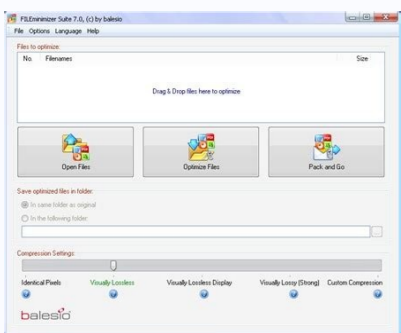 FILEminimizer Suite 7.0, (c) by balesio
File Options Language Help
Files to optimize:
No. Filenames Size
Drag & Drop files here to optimize
Open Files Optimize Files Pack and Go
Save optimized files in folder:
In same folder as original
In the following folder:
...
Compression Settings:
Identical Pixels Visually Lossless Visually Lossless Display Visually Lossy (Strong) Custom Compression
balesio